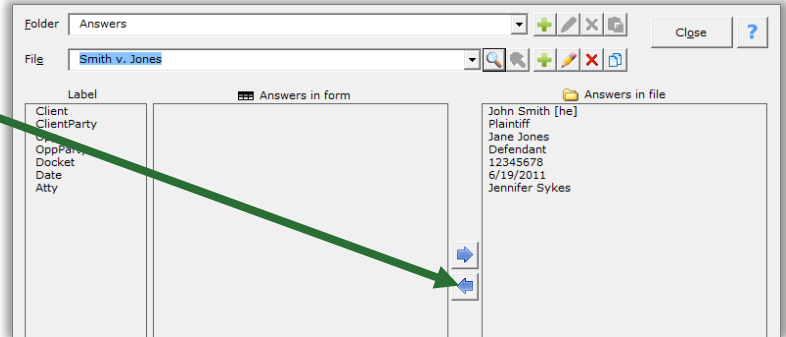 Folder Answers Close ?
File Smith v. Jones
Label Answers in form Answers in file
Client John Smith [he]
ClientParty Plaintiff
Jane Jones
OppParty Defendant
Docket 12345678
Date 6/19/2011
Atty Jennifer Sykes